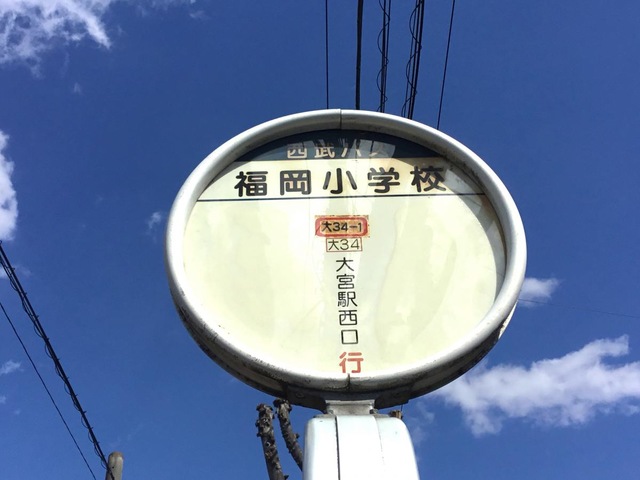 西武バス
福岡小学校
大34-1
大34
大宮駅西口
行